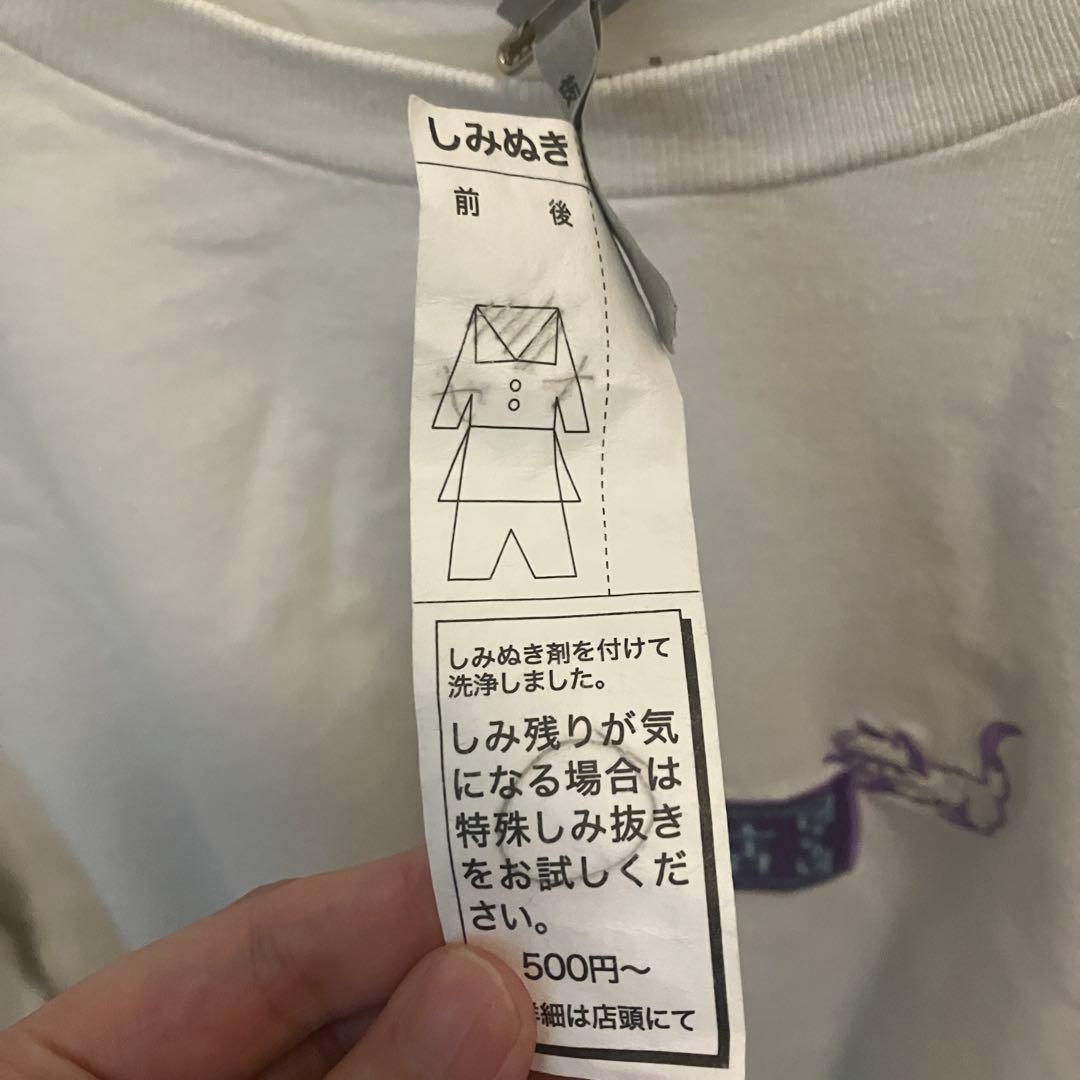 しみぬき
前 後
しみぬき剤を付けて
洗浄しました。
しみ残りが気
になる場合は
特殊しみ抜き
をお試しくだ
さい。
500円～
細は店頭にて